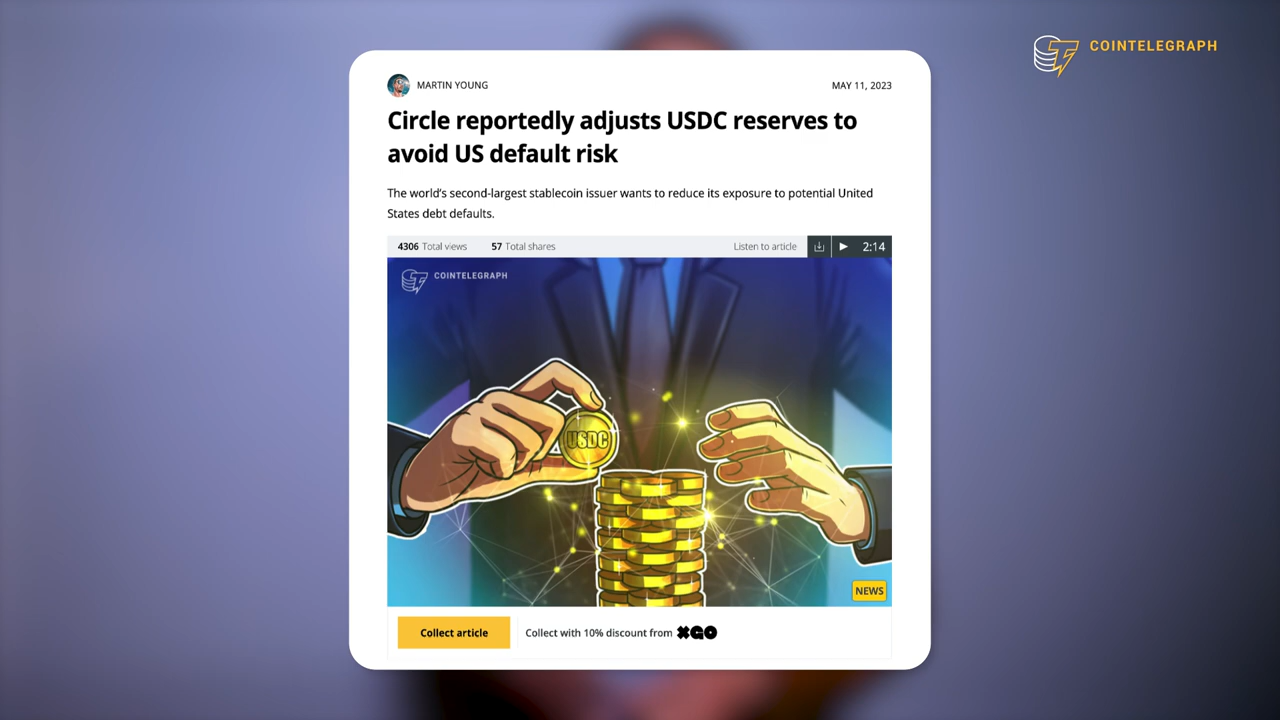 COINTELEGRAPH
MARTIN YOUNG
MAY 11, 2023
Circle reportedly adjusts USDC reserves to
avoid US default risk
The world's second-largest stablecoin issuer wants to reduce its exposure to potential United
States debt defaults.
4306 Total views 57 Total shares Listen to article 2:14
COINTELEGRAPH
USDC
NEWS
Collect article Collect with 10% discount from XGO